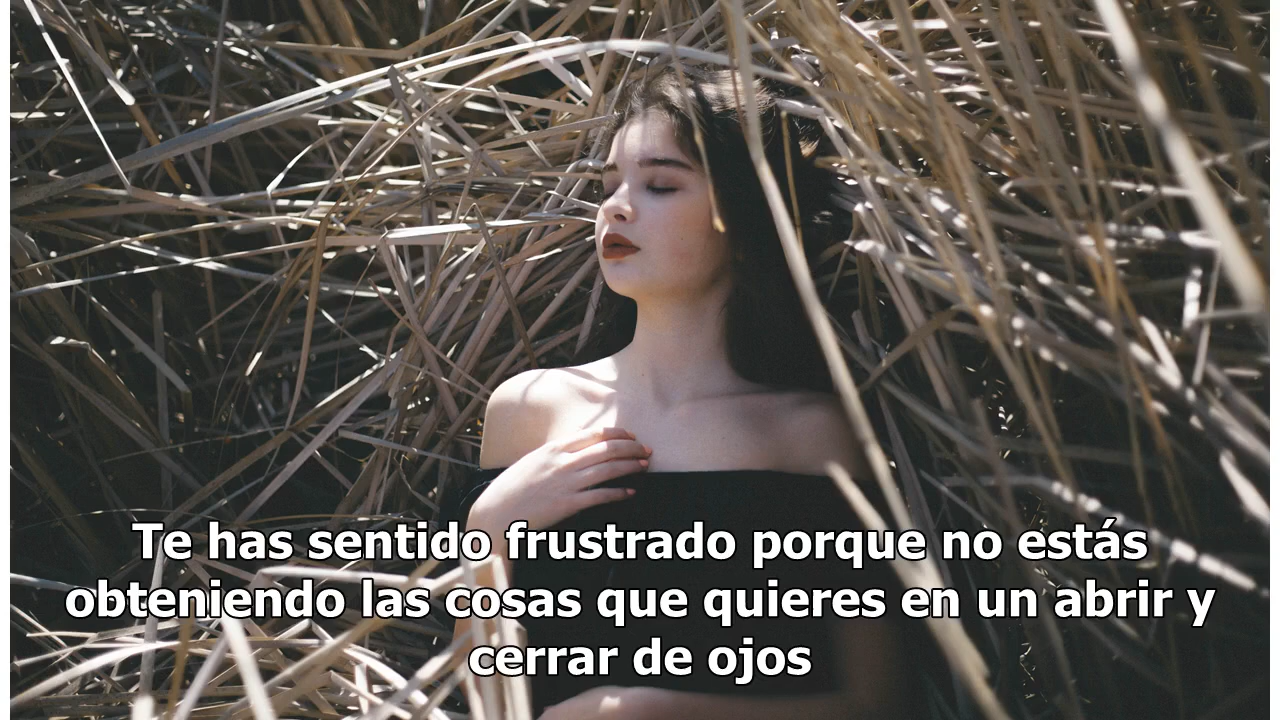 Te has sentido frustrado porque no estás
obteniendo las cosas que quieres en un abrir y
cerrar de ojos